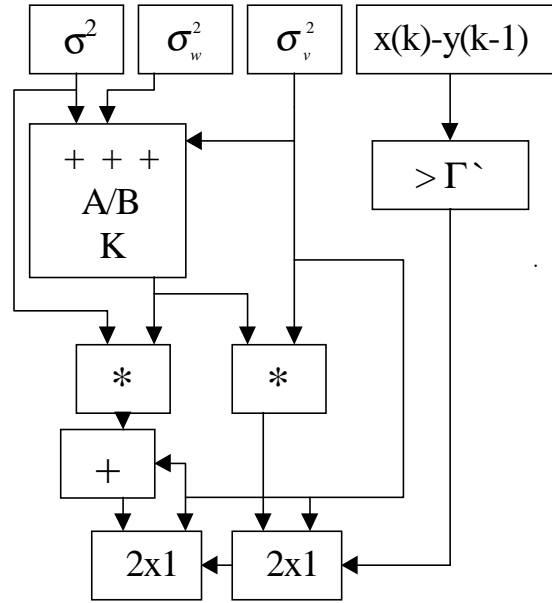 σ² σ_w² σ_v² x(k)-y(k-1)
+ + +
A/B
K
> Γ`
* *
+
2x1 2x1